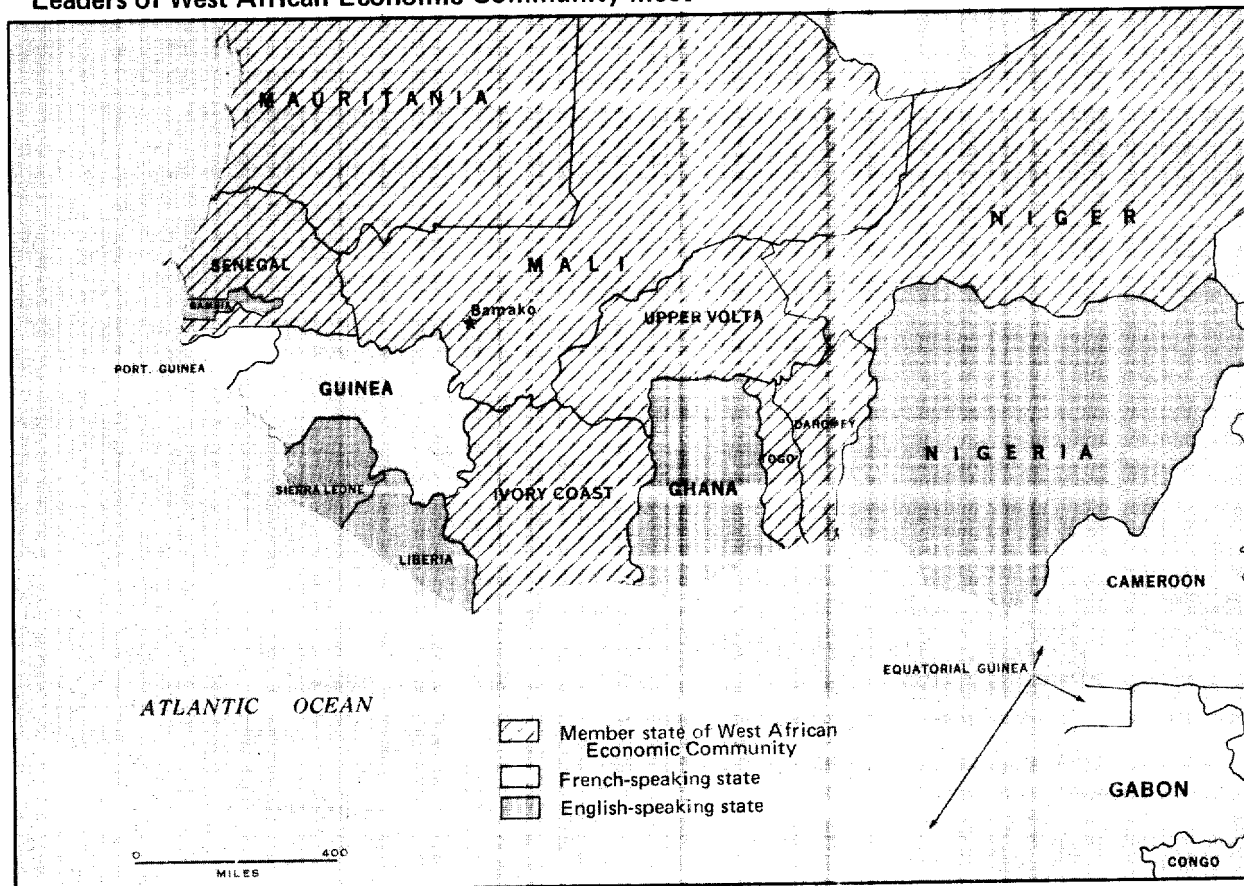 Leaders of West African Economic Community Meet
MAURITANIA
NIGER
SENEGAL
MALI
GAMBIA
Bamako
UPPER VOLTA
PORT. GUINEA
GUINEA
DAHOMEY
NIGERIA
TOGO
SIERRA LEONE
IVORY COAST
GHANA
LIBERIA
CAMEROON
EQUATORIAL GUINEA
ATLANTIC OCEAN
Member state of West African
Economic Community
French-speaking state
English-speaking state
GABON
0 400
MILES
CONGO